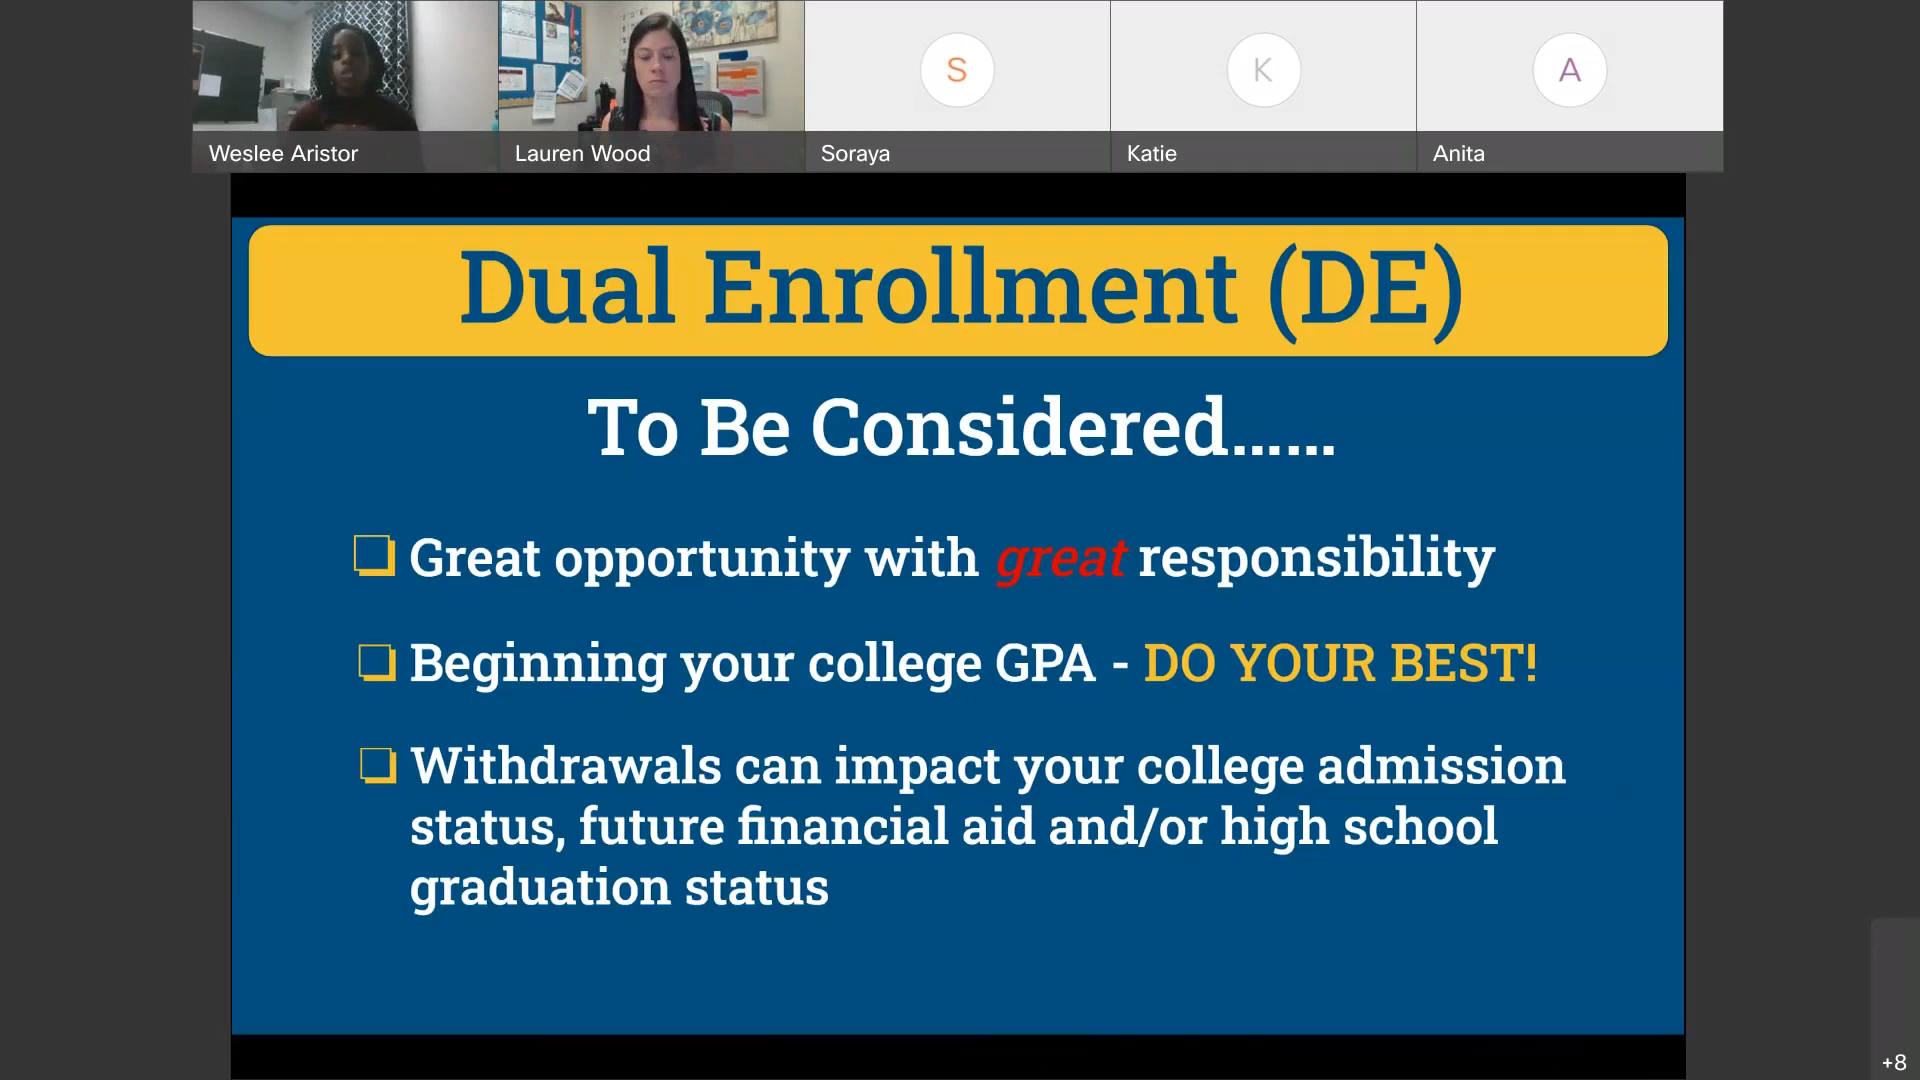 S
K
A
Weslee Aristor
Lauren Wood
Soraya
Katie
Anita
Dual Enrollment (DE)
To Be Considered......
Great opportunity with great responsibility
Beginning your college GPA - DO YOUR BEST!
Withdrawals can impact your college admission
status, future financial aid and/or high school
graduation status
+8